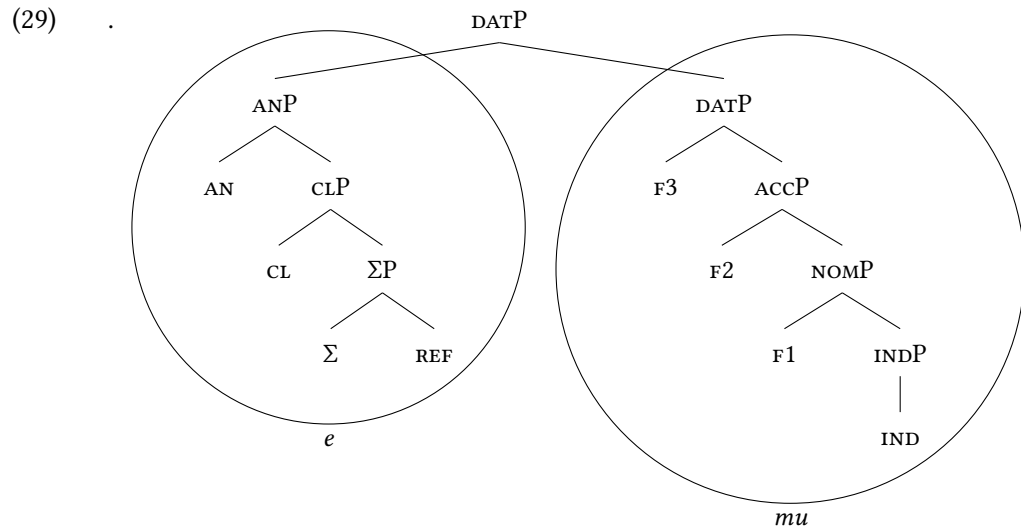 (29) .
DATP
ANP DATP
AN CLP F3 ACCP
CL ΣP F2 NOMP
Σ REF F1 INDP
e IND
mu